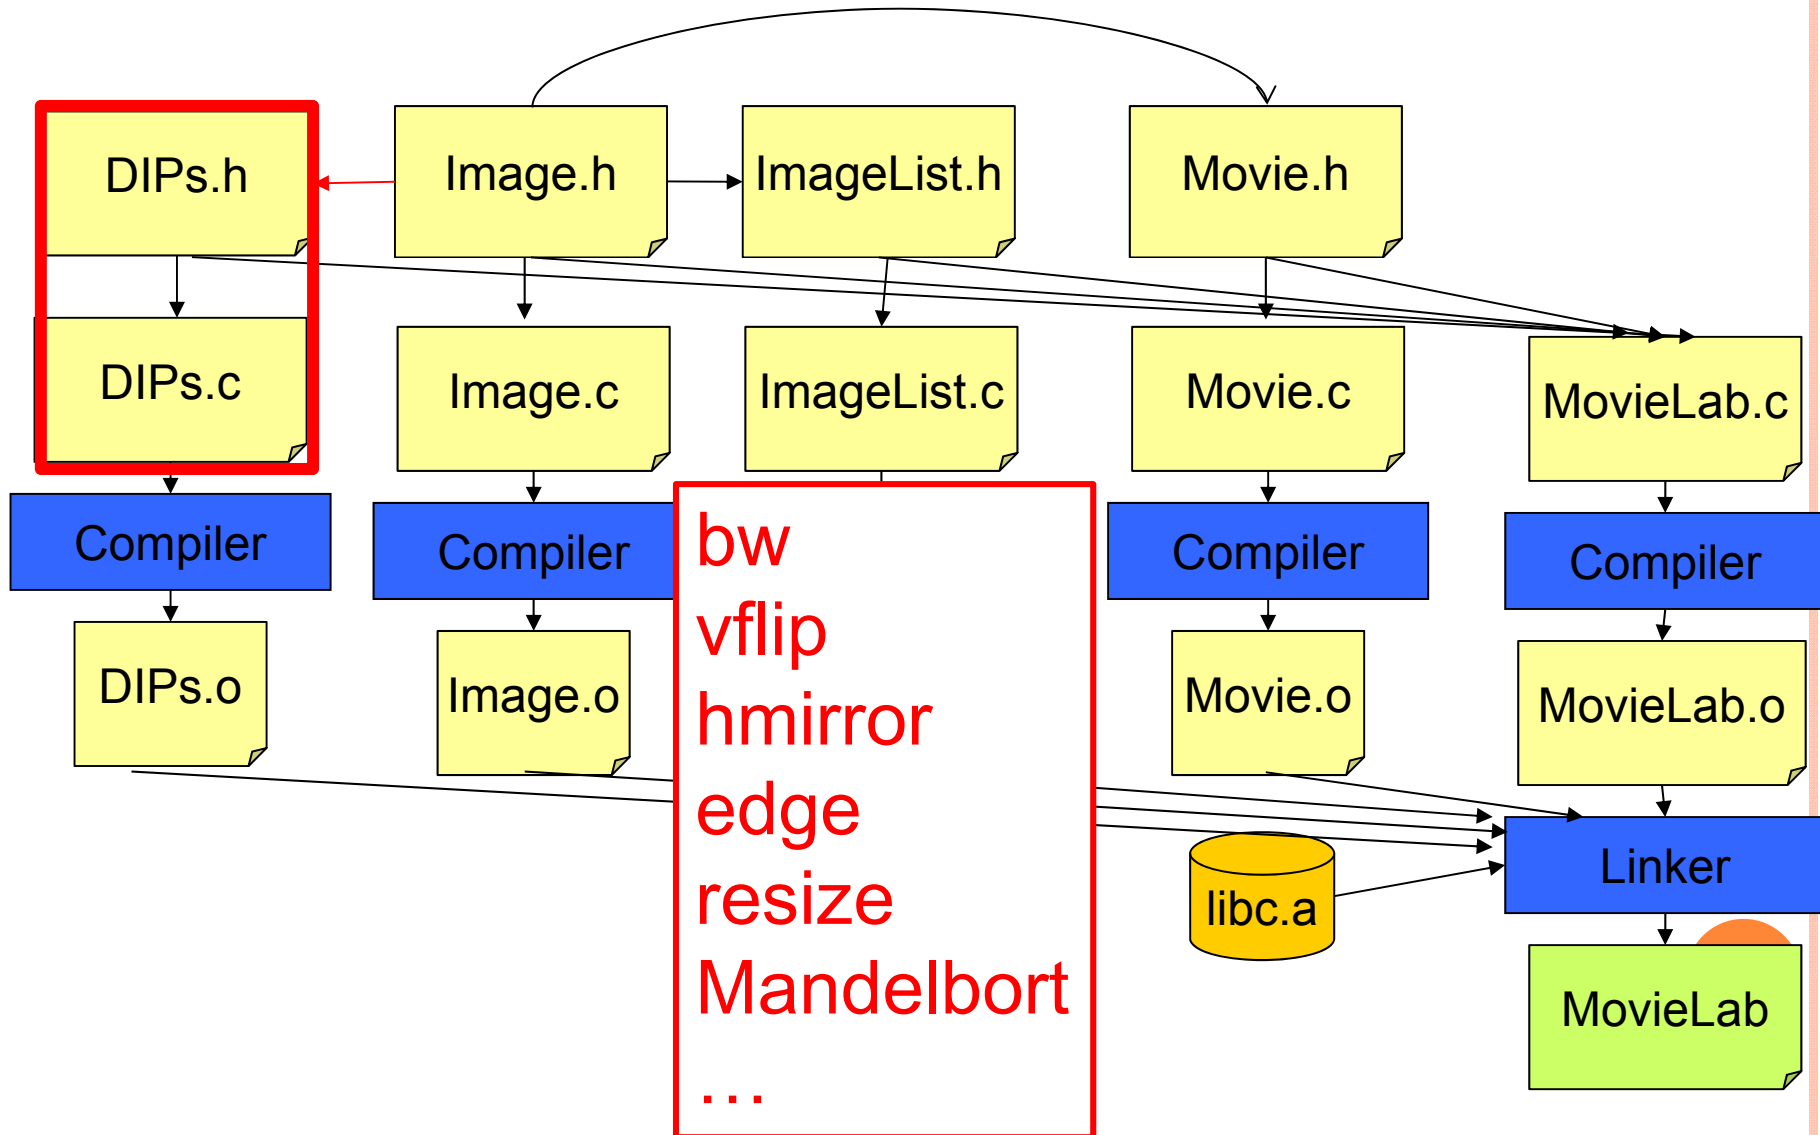 DIPs.h
Image.h
ImageList.h
Movie.h
DIPs.c
Image.c
ImageList.c
Movie.c
MovieLab.c
Compiler
Compiler
Compiler
Compiler
bw
vflip
hmirror
edge
resize
Mandelbort
...
DIPs.o
Image.o
Movie.o
MovieLab.o
libc.a
Linker
MovieLab